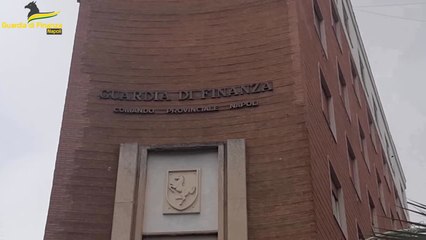 Guardia di Finanza
Napoli
GUARDIA DI FINANZA
COMANDO PROVINCIALE NAPOLI